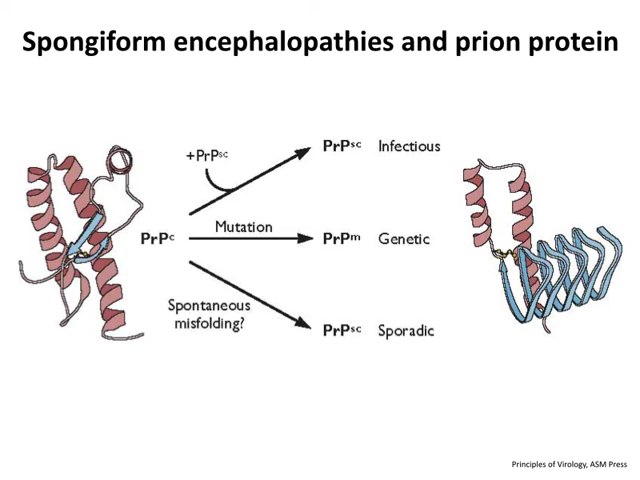 Spongiform encephalopathies and prion protein
+PrPsc
PrPsc Infectious
PrPc
Mutation
PrPm Genetic
Spontaneous
misfolding?
PrPsc Sporadic
Principles of Virology, ASM Press